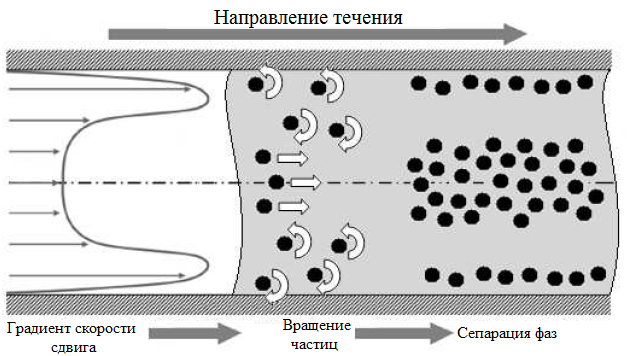 Направление течения
Градиент скорости
сдвига
Вращение
частиц
Сепарация фаз